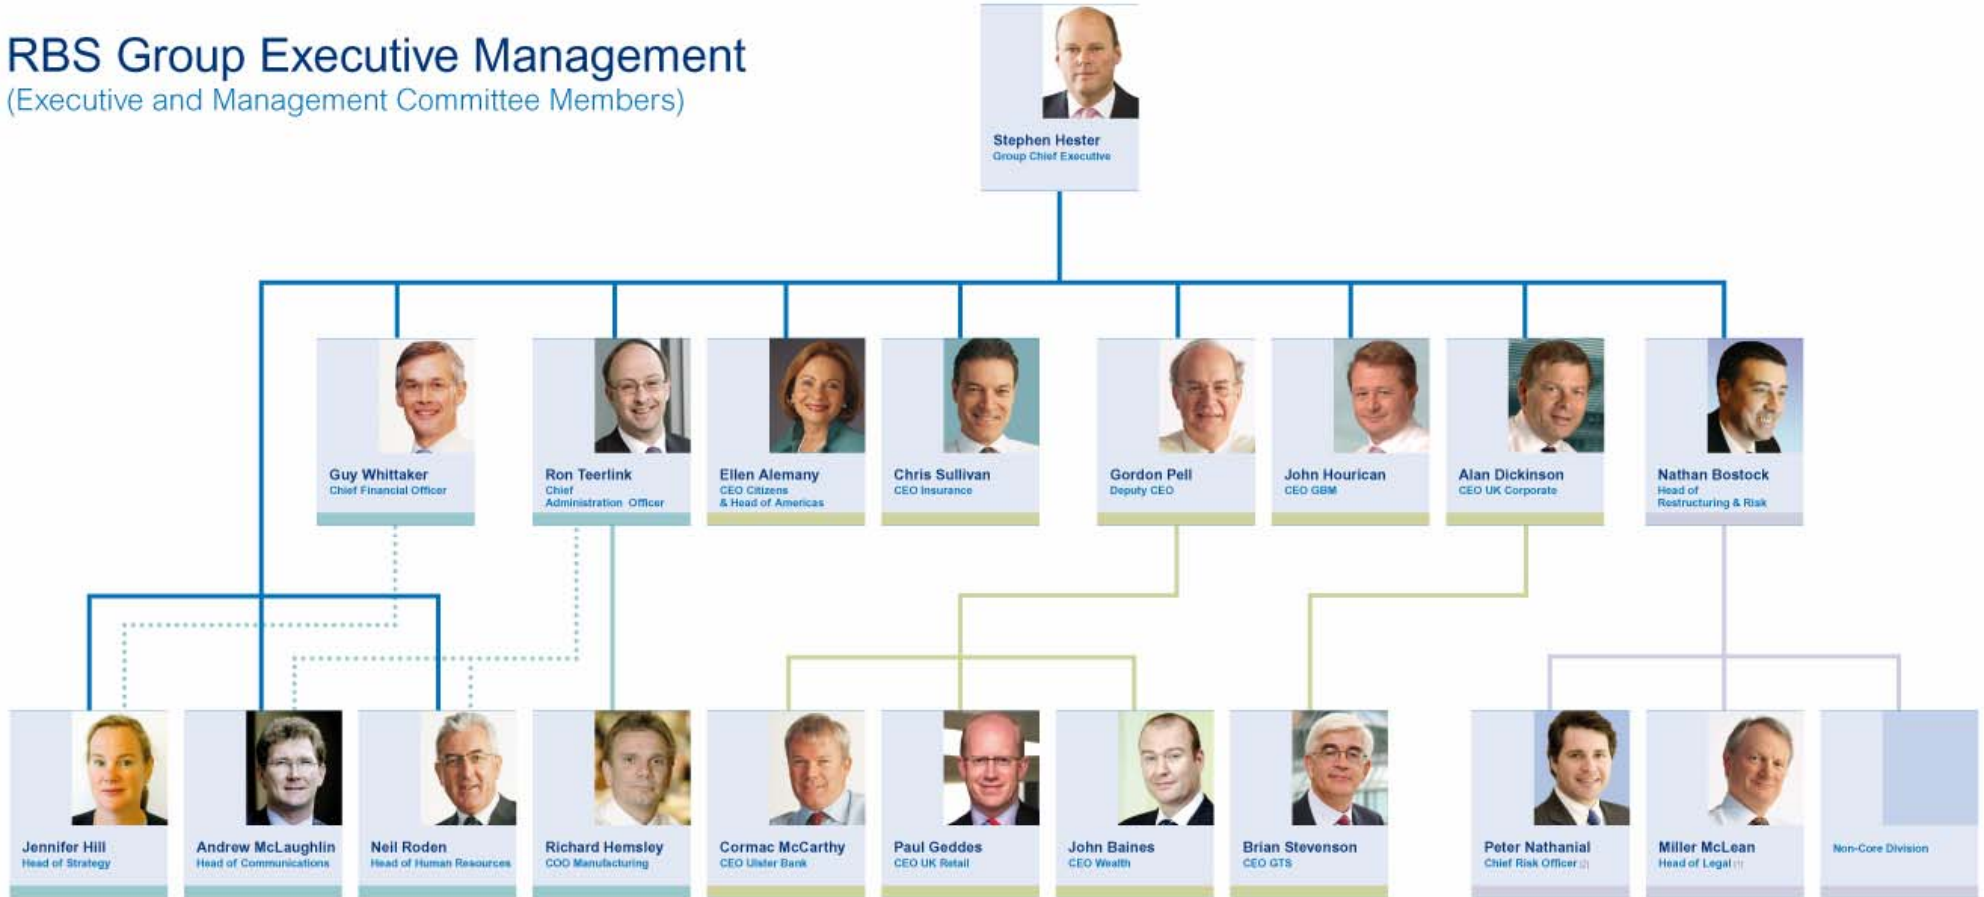 RBS Group Executive Management
(Executive and Management Committee Members)
Stephen Hester
Group Chief Executive
Guy Whittaker
Chief Financial Officer
Ron Teerlink
Chief
Administration Officer
Ellen Alemany
CEO Citizens
& Head of Americas
Chris Sullivan
CEO Insurance
Gordon Pell
Deputy CEO
John Hourican
CEO GBM
Alan Dickinson
CEO UK Corporate
Nathan Bostock
Head of
Restructuring & Risk
Jennifer Hill
Head of Strategy
Andrew McLaughlin
Head of Communications
Neil Roden
Head of Human Resources
Richard Hemsley
COO Manufacturing
Cormac McCarthy
CEO Ulster Bank
Paul Geddes
CEO UK Retail
John Baines
CEO Wealth
Brian Stevenson
CEO GTS
Peter Nathanial
Chief Risk Officer (2)
Miller McLean
Head of Legal (1)
Non-Core Division